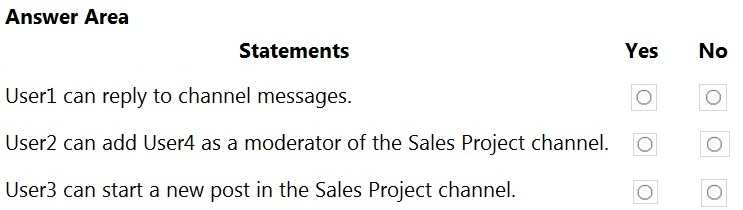 Answer Area
Statements Yes No
User1 can reply to channel messages.
User2 can add User4 as a moderator of the Sales Project channel.
User3 can start a new post in the Sales Project channel.